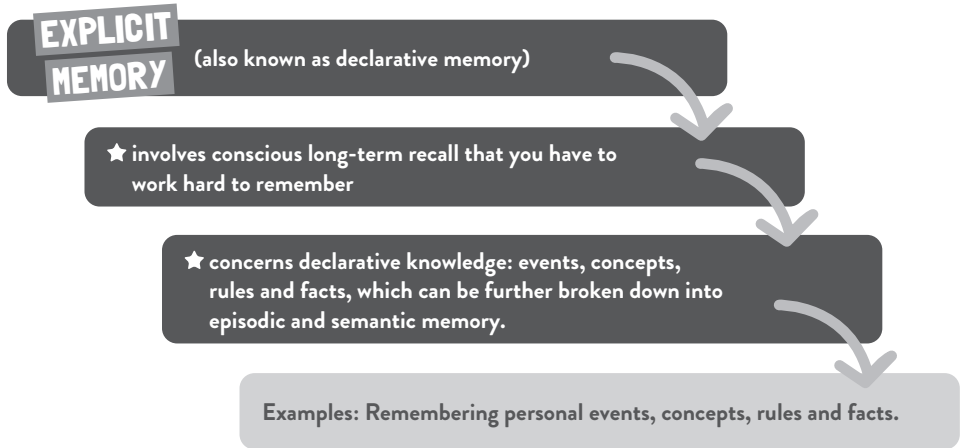 EXPLICIT
MEMORY
(also known as declarative memory)
involves conscious long-term recall that you have to
work hard to remember
concerns declarative knowledge: events, concepts,
rules and facts, which can be further broken down into
episodic and semantic memory.
Examples: Remembering personal events, concepts, rules and facts.